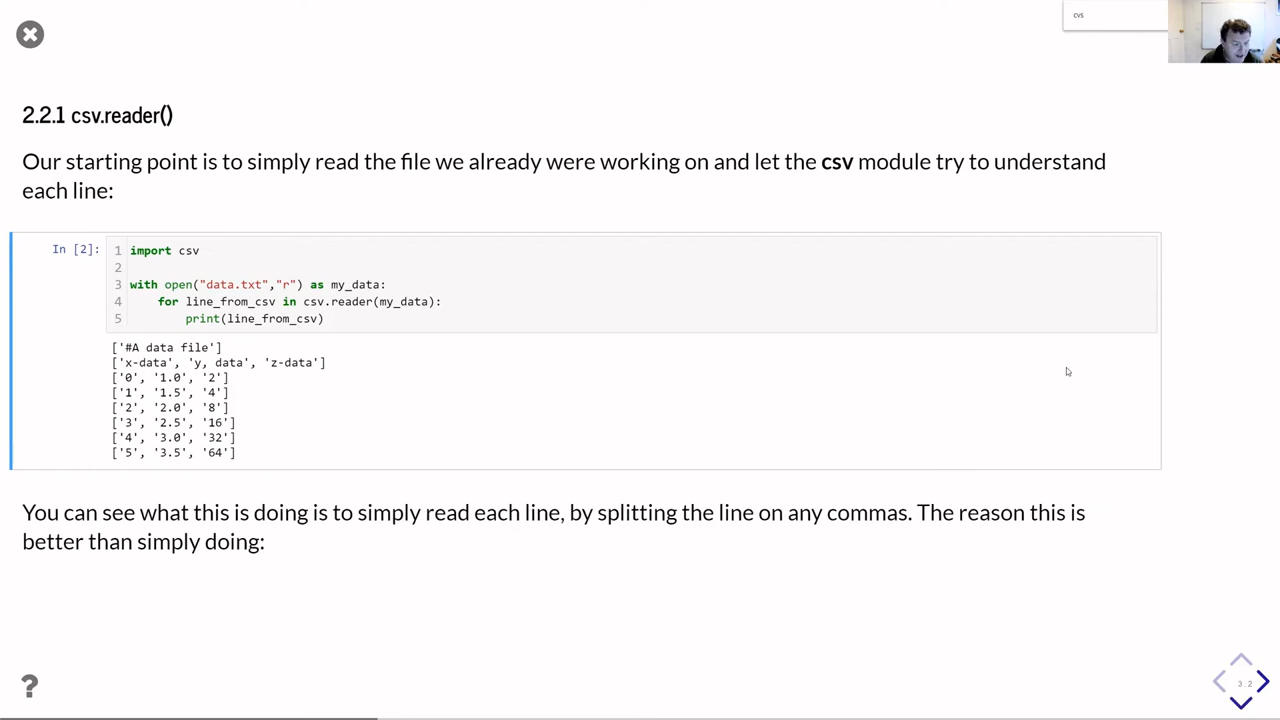 cvs
2.2.1 csv.reader()
Our starting point is to simply read the file we already were working on and let the csv module try to understand
each line:
In [2]:
1 import csv
2
3 with open("data.txt","r") as my_data:
4     for line_from_csv in csv.reader(my_data):
5         print(line_from_csv)
['#A data file']
['x-data', 'y, data', 'z-data']
['0', '1.0', '2']
['1', '1.5', '4']
['2', '2.0', '8']
['3', '2.5', '16']
['4', '3.0', '32']
['5', '3.5', '64']
You can see what this is doing is to simply read each line, by splitting the line on any commas. The reason this is
better than simply doing:
?
3.2